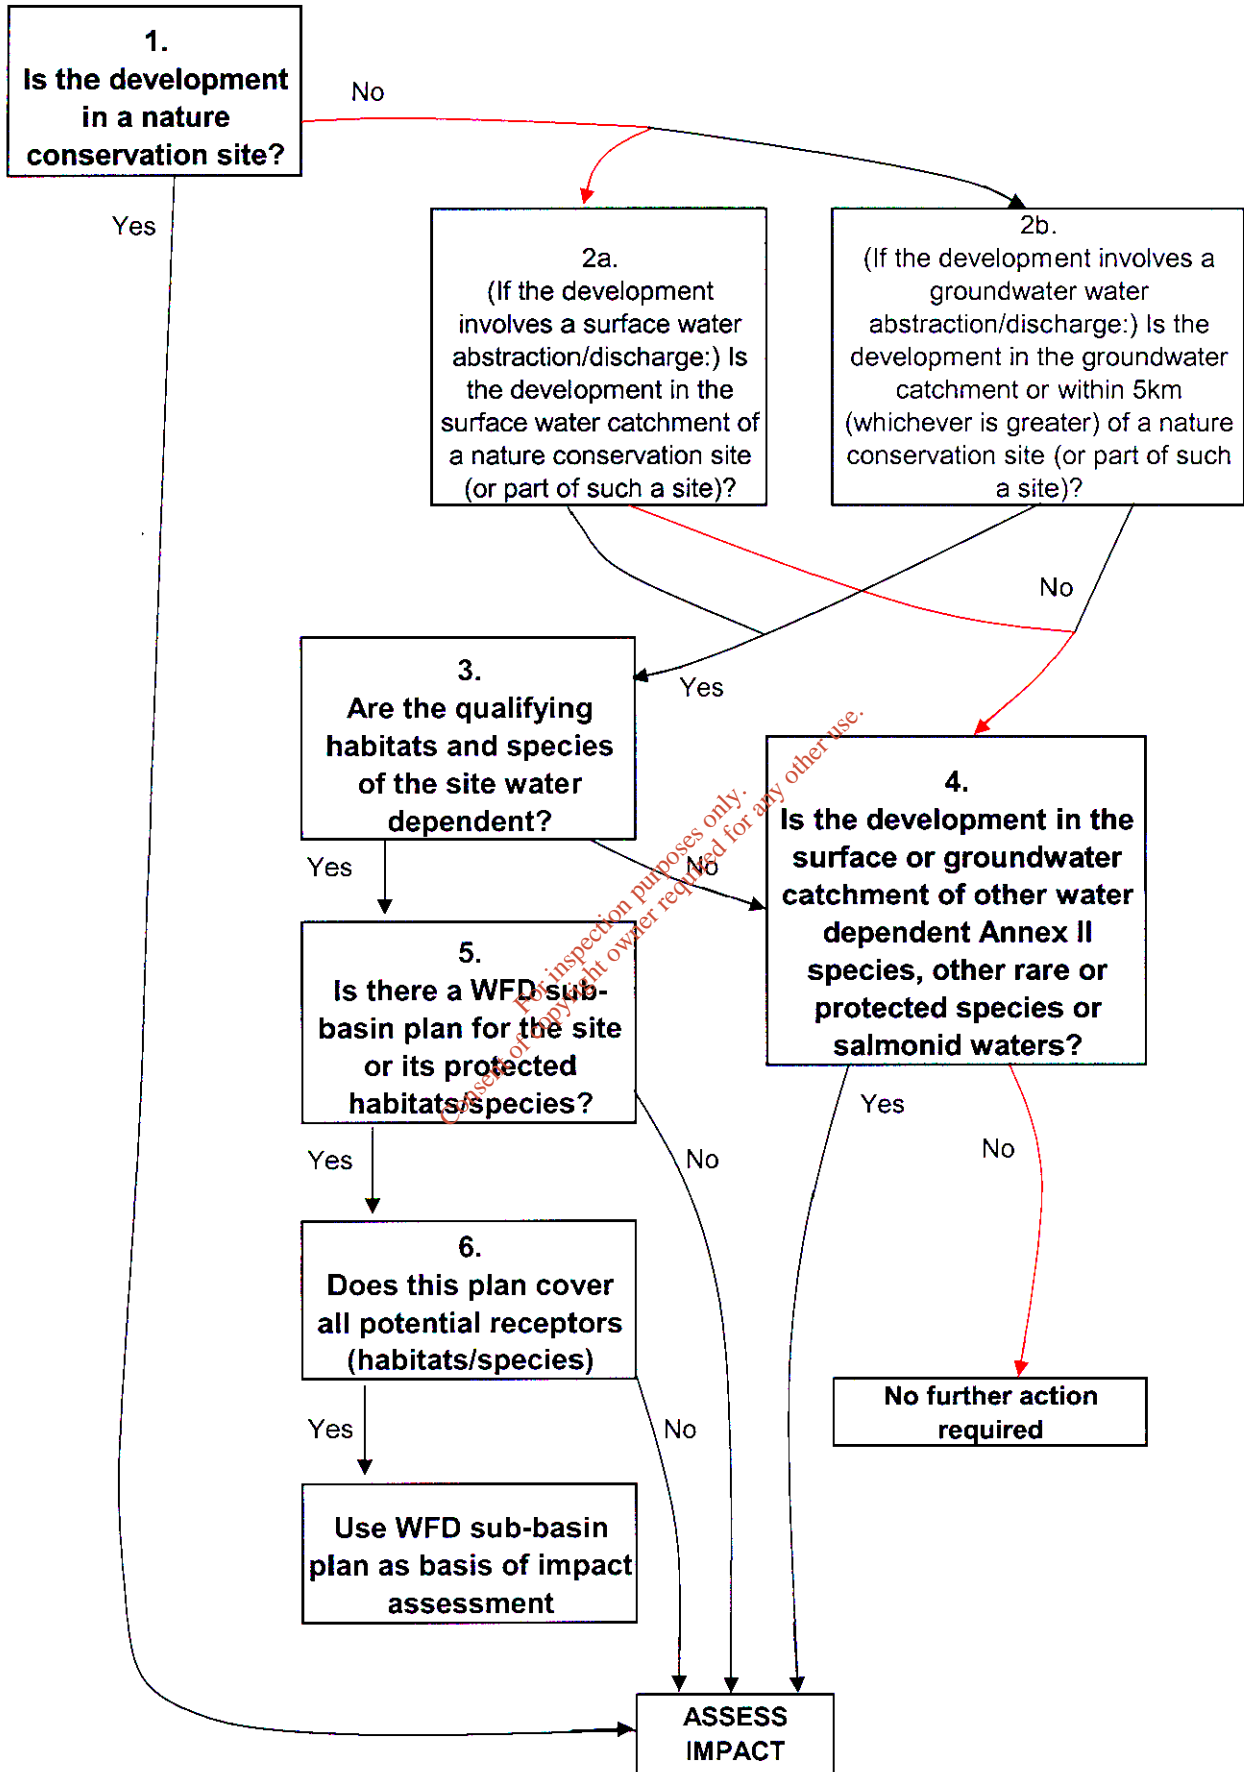 1.
Is the development
in a nature
conservation site?
No
Yes
2a.
(If the development
involves a surface water
abstraction/discharge:) Is
the development in the
surface water catchment of
a nature conservation site
(or part of such a site)?
2b.
(If the development involves a
groundwater water
abstraction/discharge:) Is the
development in the groundwater
catchment or within 5km
(whichever is greater) of a nature
conservation site (or part of such
a site)?
No
Yes
3.
Are the qualifying
habitats and species
of the site water
dependent?
Yes
No
4.
Is the development in the
surface or groundwater
catchment of other water
dependent Annex II
species, other rare or
protected species or
salmonid waters?
5.
Is there a WFD sub-
basin plan for the site
or its protected
habitats/species?
Yes
No
Yes
No
6.
Does this plan cover
all potential receptors
(habitats/species)
Yes
No
No further action
required
Use WFD sub-basin
plan as basis of impact
assessment
ASSESS
IMPACT
For inspection purposes only.
Consent of copyright owner required for any other use.